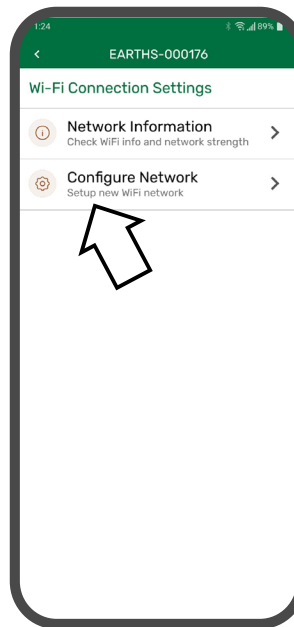 1:24 89%
< EARTHS-000176
Wi-Fi Connection Settings
Network Information
Check WiFi info and network strength
Configure Network
Setup new WiFi network